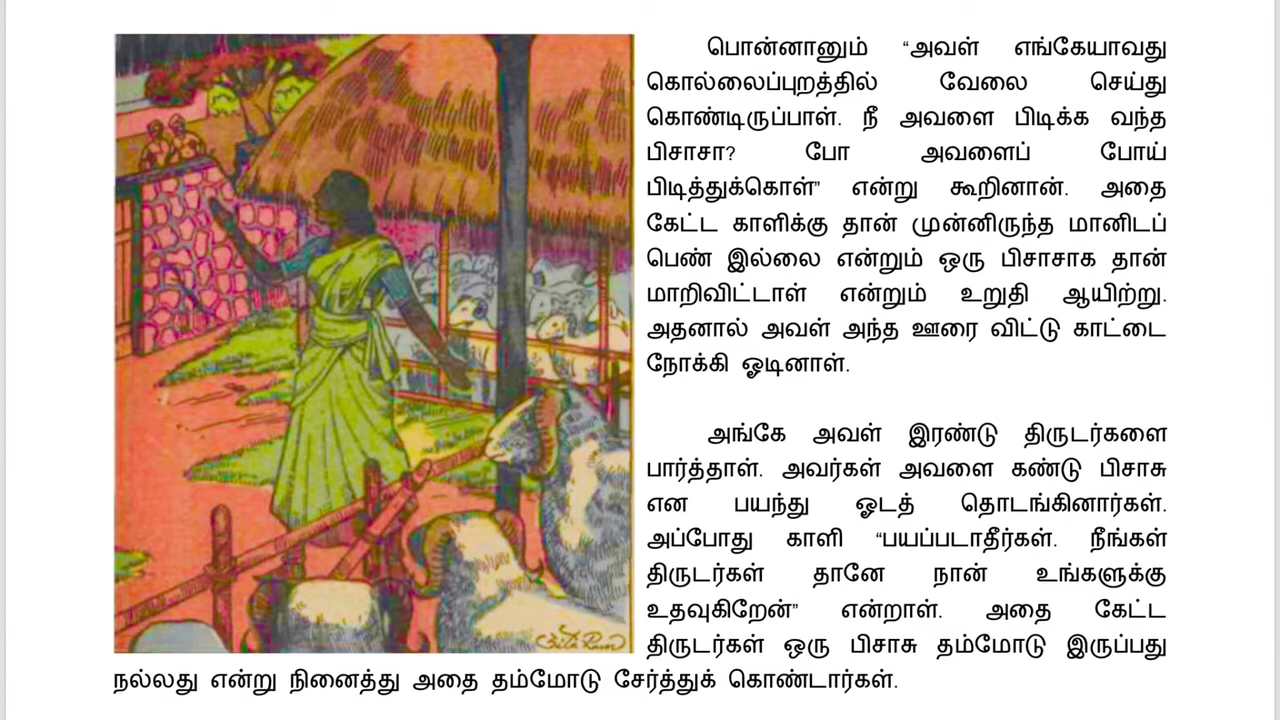 பொன்னானும் “அவள் எங்கேயாவது
கொல்லைப்புறத்தில் வேலை செய்து
கொண்டிருப்பாள். நீ அவளை பிடிக்க வந்த
பிசாசா? போ அவளைப் போய்
பிடித்துக்கொள்” என்று கூறினான். அதை
கேட்ட காளிக்கு தான் முன்னிருந்த மானிடப்
பெண் இல்லை என்றும் ஒரு பிசாசாக தான்
மாறிவிட்டாள் என்றும் உறுதி ஆயிற்று.
அதனால் அவள் அந்த ஊரை விட்டு காட்டை
நோக்கி ஓடினாள்.
அங்கே அவள் இரண்டு திருடர்களை
பார்த்தாள். அவர்கள் அவளை கண்டு பிசாசு
என பயந்து ஓடத் தொடங்கினார்கள்.
அப்போது காளி “பயப்படாதீர்கள். நீங்கள்
திருடர்கள் தானே நான் உங்களுக்கு
உதவுகிறேன்” என்றாள். அதை கேட்ட
திருடர்கள் ஒரு பிசாசு தம்மோடு இருப்பது
நல்லது என்று நினைத்து அதை தம்மோடு சேர்த்துக் கொண்டார்கள்.